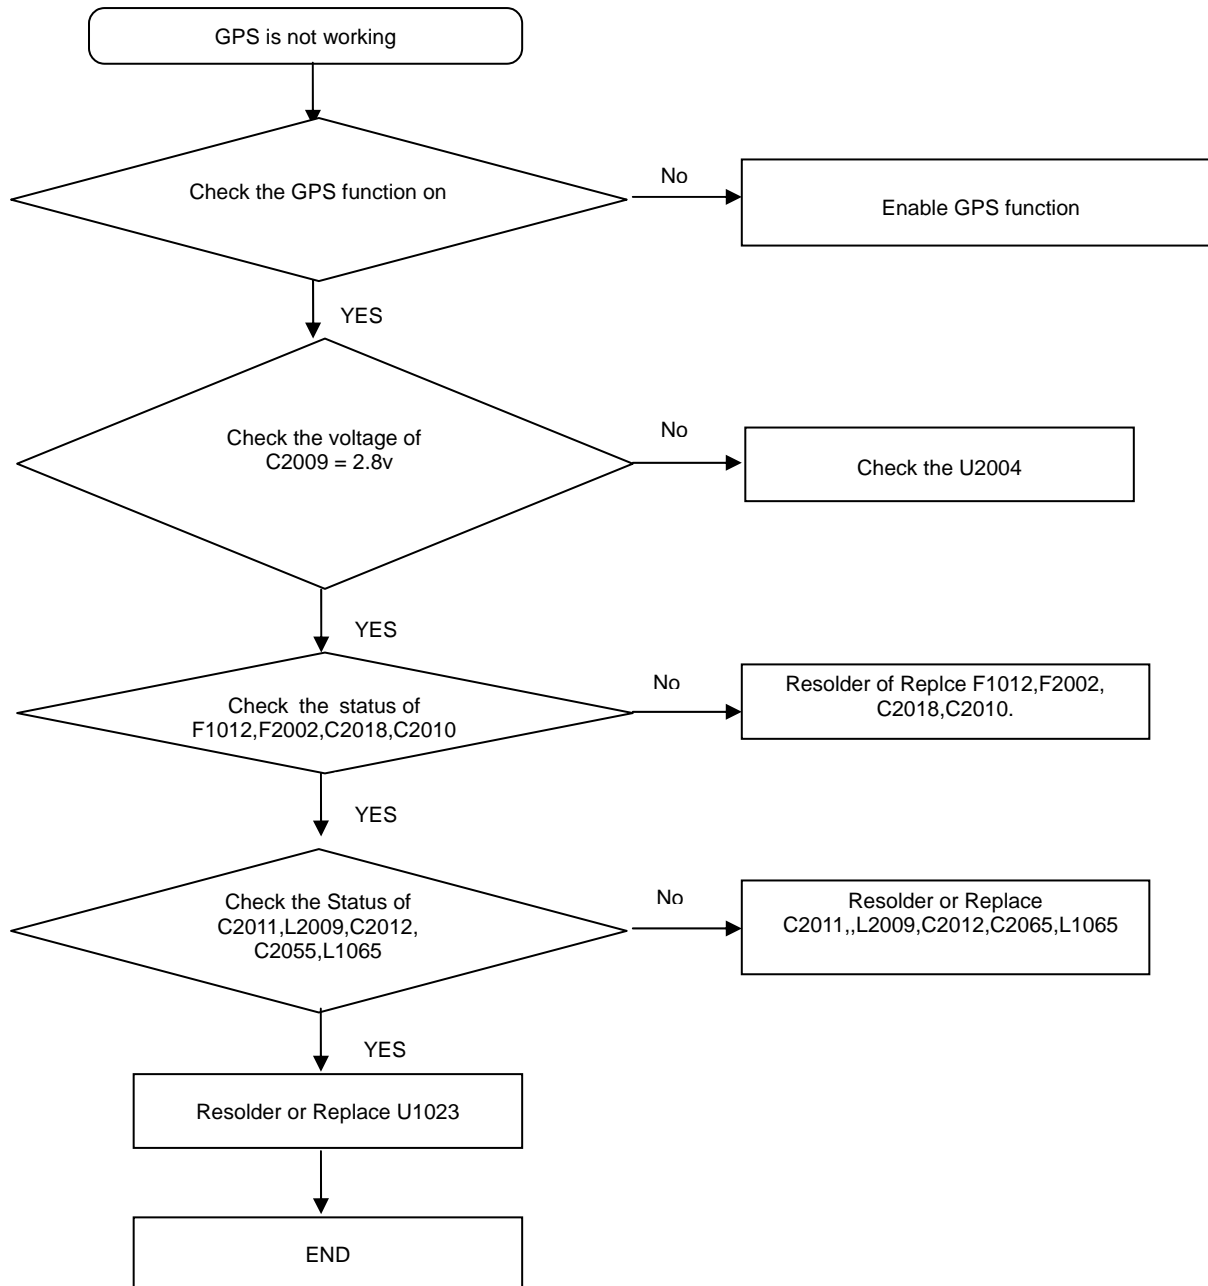 GPS is not working
Check the GPS function on
No
Enable GPS function
YES
Check the voltage of
C2009 = 2.8v
No
Check the U2004
YES
Check the status of
F1012,F2002,C2018,C2010
No
Resolder of Replce F1012,F2002,
C2018,C2010.
YES
Check the Status of
C2011,L2009,C2012,
C2055,L1065
No
Resolder or Replace
C2011,,L2009,C2012,C2065,L1065
YES
Resolder or Replace U1023
END